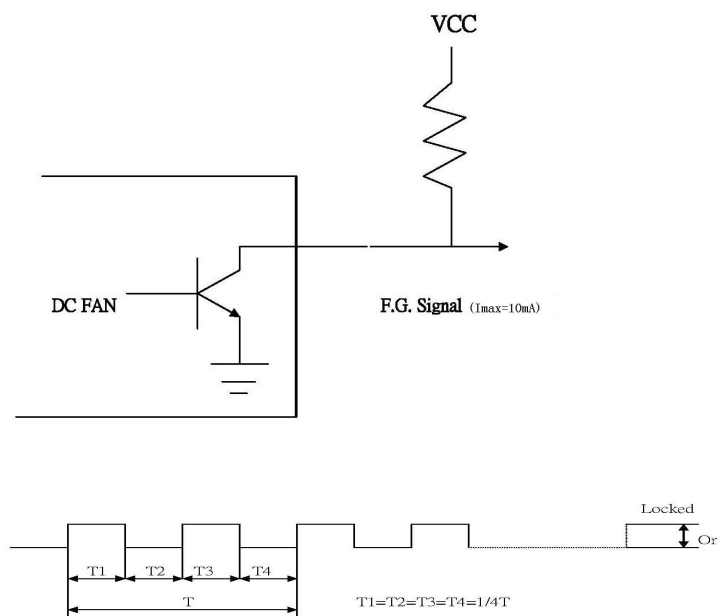 VCC
DC FAN
F.G. Signal (Imax=10mA)
Locked
Or
T1 T2 T3 T4
T
T1=T2=T3=T4=1/4T